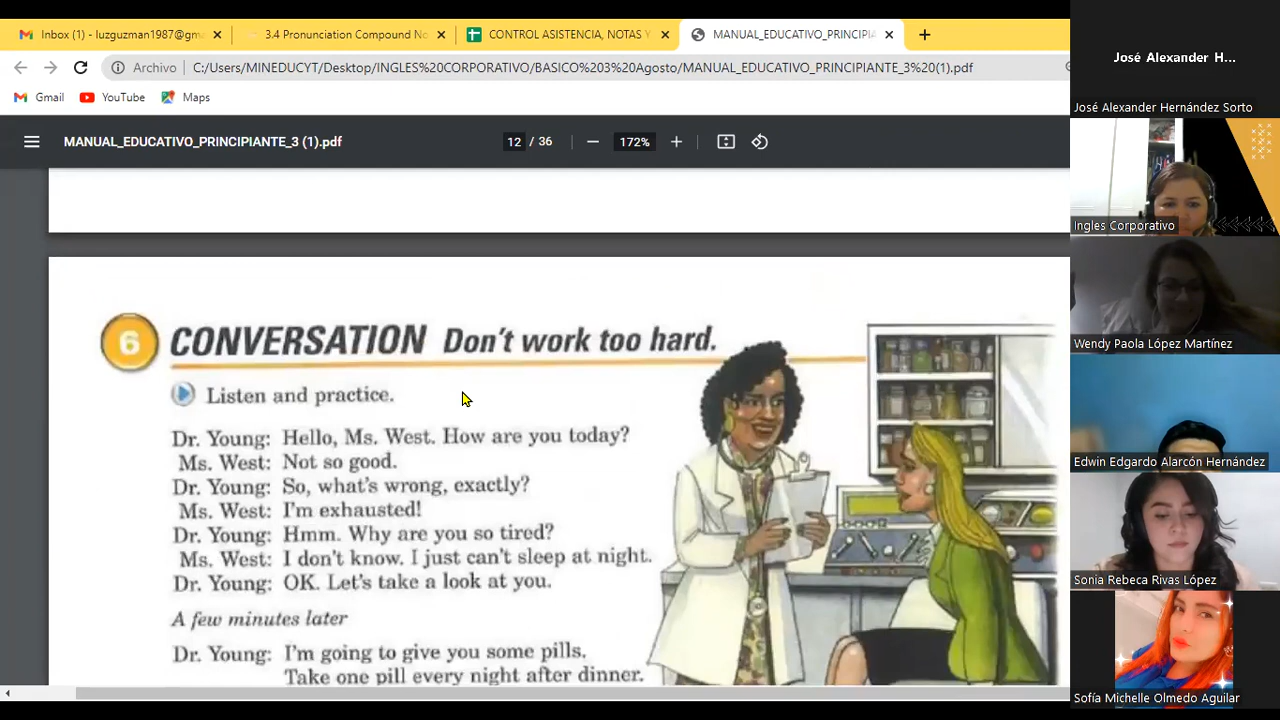 Inbox (1) - luzguzman1987@gm
3.4 Pronunciation Compound No
CONTROL ASISTENCIA, NOTAS Y
MANUAL_EDUCATIVO_PRINCIPIA
Archivo
C:/Users/MINEDUCYT/Desktop/INGLES%20CORPORATIVO/BASICO%203%20Agosto/MANUAL_EDUCATIVO_PRINCIPIANTE_3%20(1).pdf
Gmail
YouTube
Maps
MANUAL_EDUCATIVO_PRINCIPIANTE_3 (1).pdf
12 / 36
172%
6 CONVERSATION Don't work too hard.
Listen and practice.
Dr. Young: Hello, Ms. West. How are you today?
Ms. West: Not so good.
Dr. Young: So, what's wrong, exactly?
Ms. West: I'm exhausted!
Dr. Young: Hmm. Why are you so tired?
Ms. West: I don't know. I just can't sleep at night.
Dr. Young: OK. Let's take a look at you.
A few minutes later
Dr. Young: I'm going to give you some pills.
Take one pill every night after dinner.
José Alexander H...
José Alexander Hernández Sorto
Ingles Corporativo
Wendy Paola López Martínez
Edwin Edgardo Alarcón Hernández
Sonia Rebeca Rivas López
Sofía Michelle Olmedo Aguilar